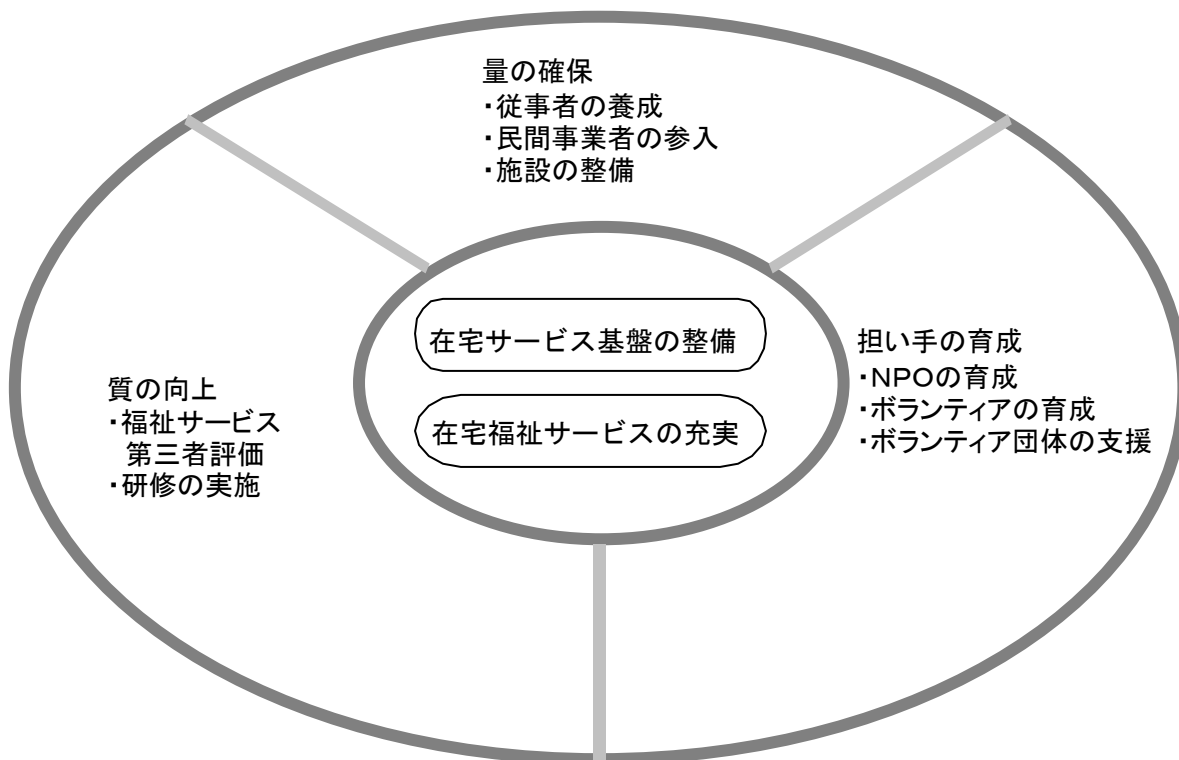 量の確保
・従事者の養成
・民間事業者の参入
・施設の整備
在宅サービス基盤の整備
在宅福祉サービスの充実
担い手の育成
・NPOの育成
・ボランティアの育成
・ボランティア団体の支援
質の向上
・福祉サービス
第三者評価
・研修の実施